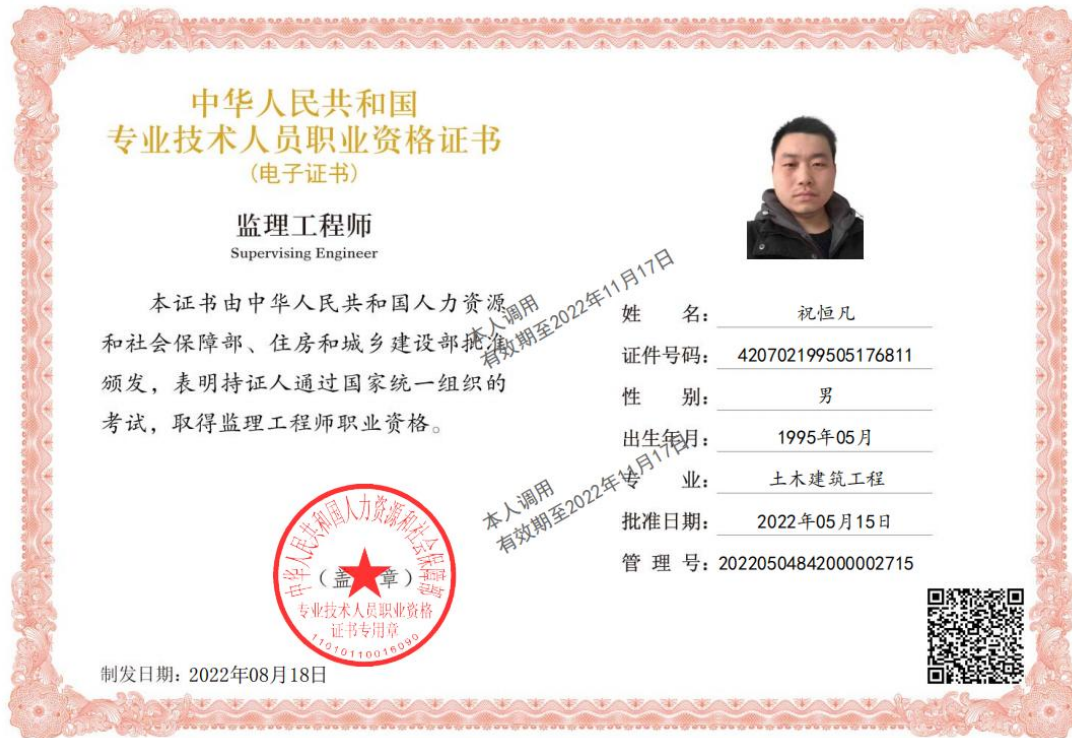 中华人民共和国
专业技术人员职业资格证书
(电子证书)
监理工程师
Supervising Engineer
本证书由中华人民共和国人力资源
和社会保障部、住房和城乡建设部批准
颁发，表明持证人通过国家统一组织的
考试，取得监理工程师职业资格。
本人调用
有效期至2022年11月17日
姓 名： 祝恒凡
证件号码： 420702199505176811
性 别： 男
出生年月： 1995年05月
专 业： 土木建筑工程
批准日期： 2022年05月15日
管 理 号：20220504842000002715
本人调用
有效期至2022年11月17日
中华人民共和国人力资源和社会保障部
（盖章）
专业技术人员职业资格
证书专用章
11010110016090
制发日期：2022年08月18日